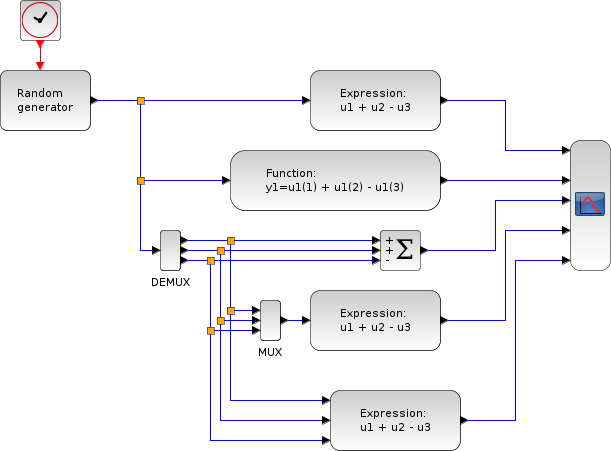 Random
generator
Expression:
u1 + u2 - u3
Function:
y1=u1(1) + u1(2) - u1(3)
DEMUX
+
+
-
Σ
MUX
Expression:
u1 + u2 - u3
Expression:
u1 + u2 - u3